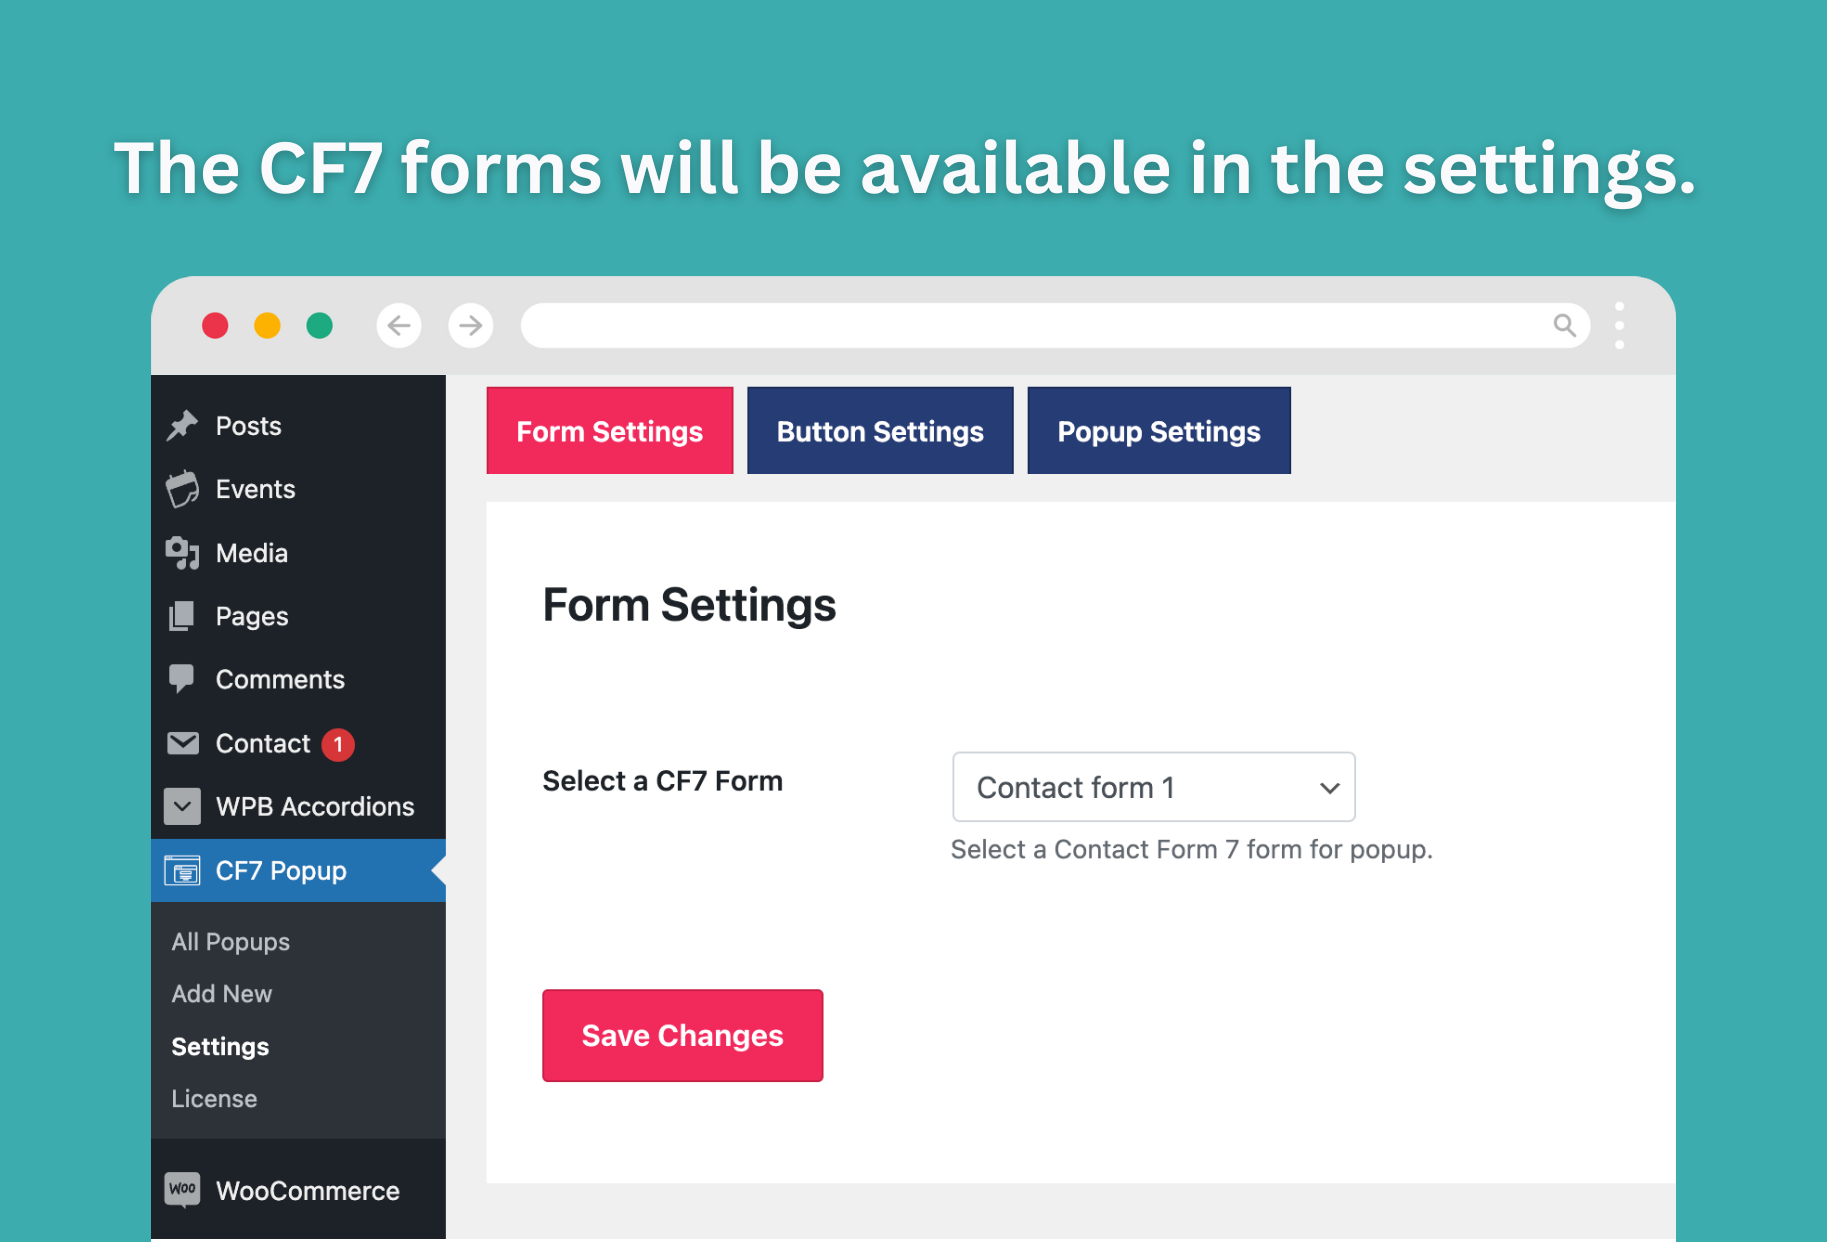 The CF7 forms will be available in the settings.
Posts
Events
Media
Pages
Comments
Contact 1
WPB Accordions
CF7 Popup
All Popups
Add New
Settings
License
WOO WooCommerce
Form Settings Button Settings Popup Settings
Form Settings
Select a CF7 Form Contact form 1
Select a Contact Form 7 form for popup.
Save Changes